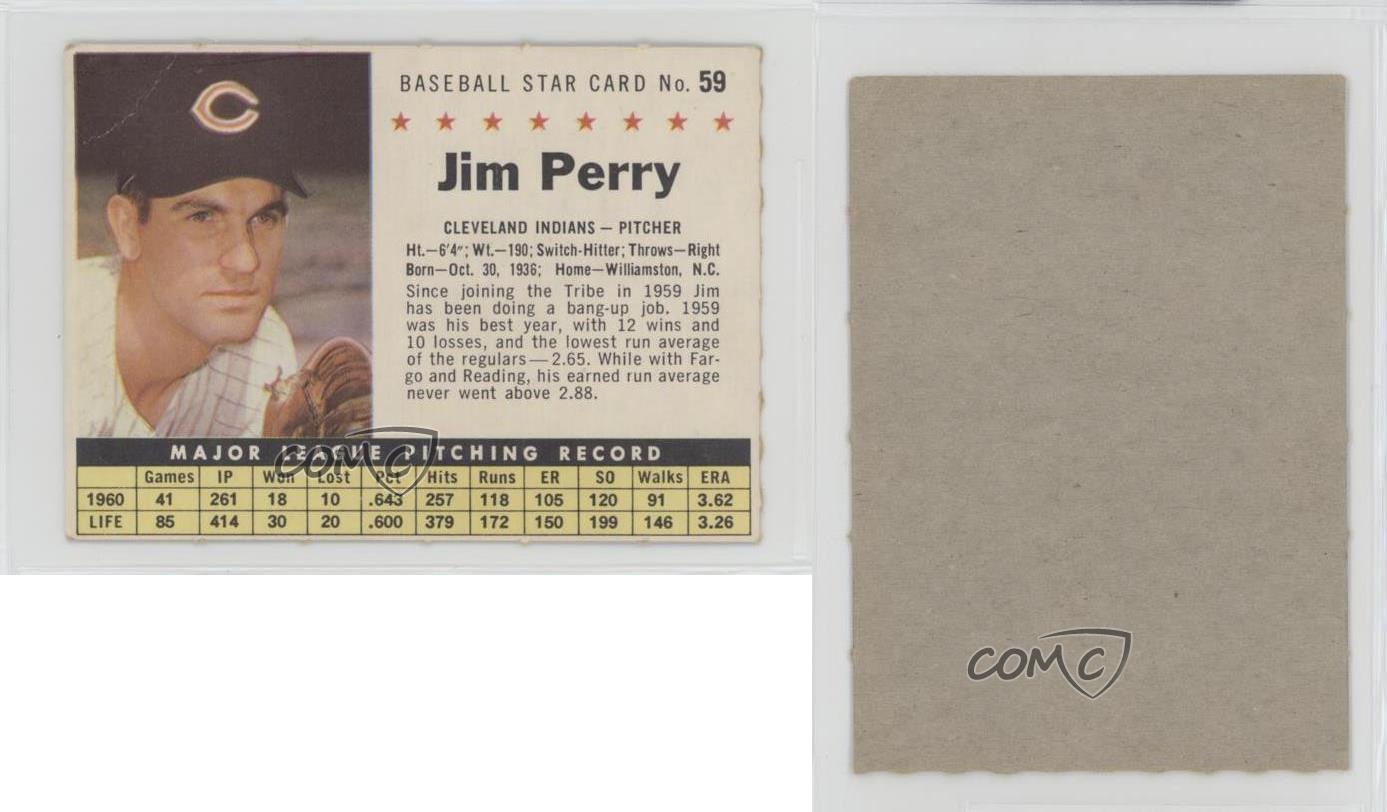 C
BASEBALL STAR CARD No. 59
Jim Perry
CLEVELAND INDIANS — PITCHER
Ht.—6'4"; Wt.—190; Switch-Hitter; Throws—Right
Born—Oct. 30, 1936; Home—Williamston, N.C.
Since joining the Tribe in 1959 Jim
has been doing a bang-up job. 1959
was his best year, with 12 wins and
10 losses, and the lowest run average
of the regulars—2.65. While with Far-
go and Reading, his earned run average
never went above 2.88.
MAJOR LEAGUE PITCHING RECORD
Games IP Won Lost Pct Hits Runs ER SO Walks ERA
1960 41 261 18 10 .643 257 118 105 120 91 3.62
LIFE 85 414 30 20 .600 379 172 150 199 146 3.26
COMC
COMC